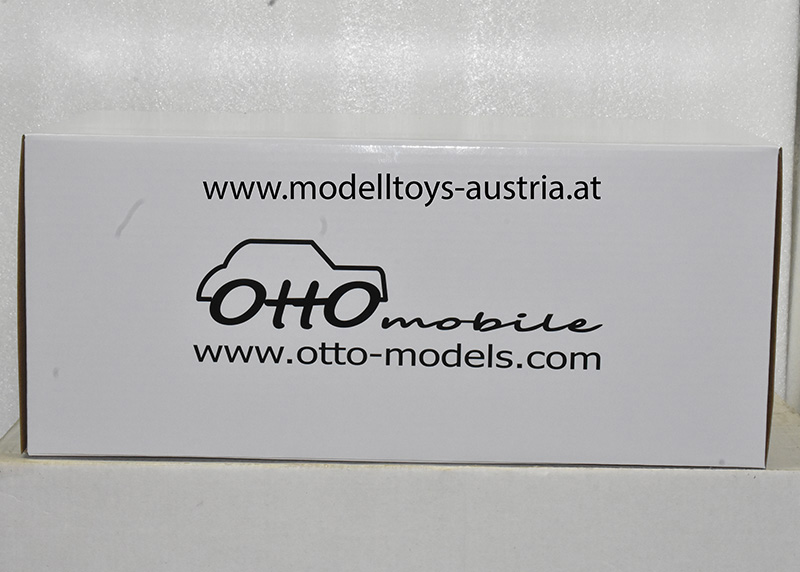 www.modelltoys-austria.at
OttO mobile
www.otto-models.com